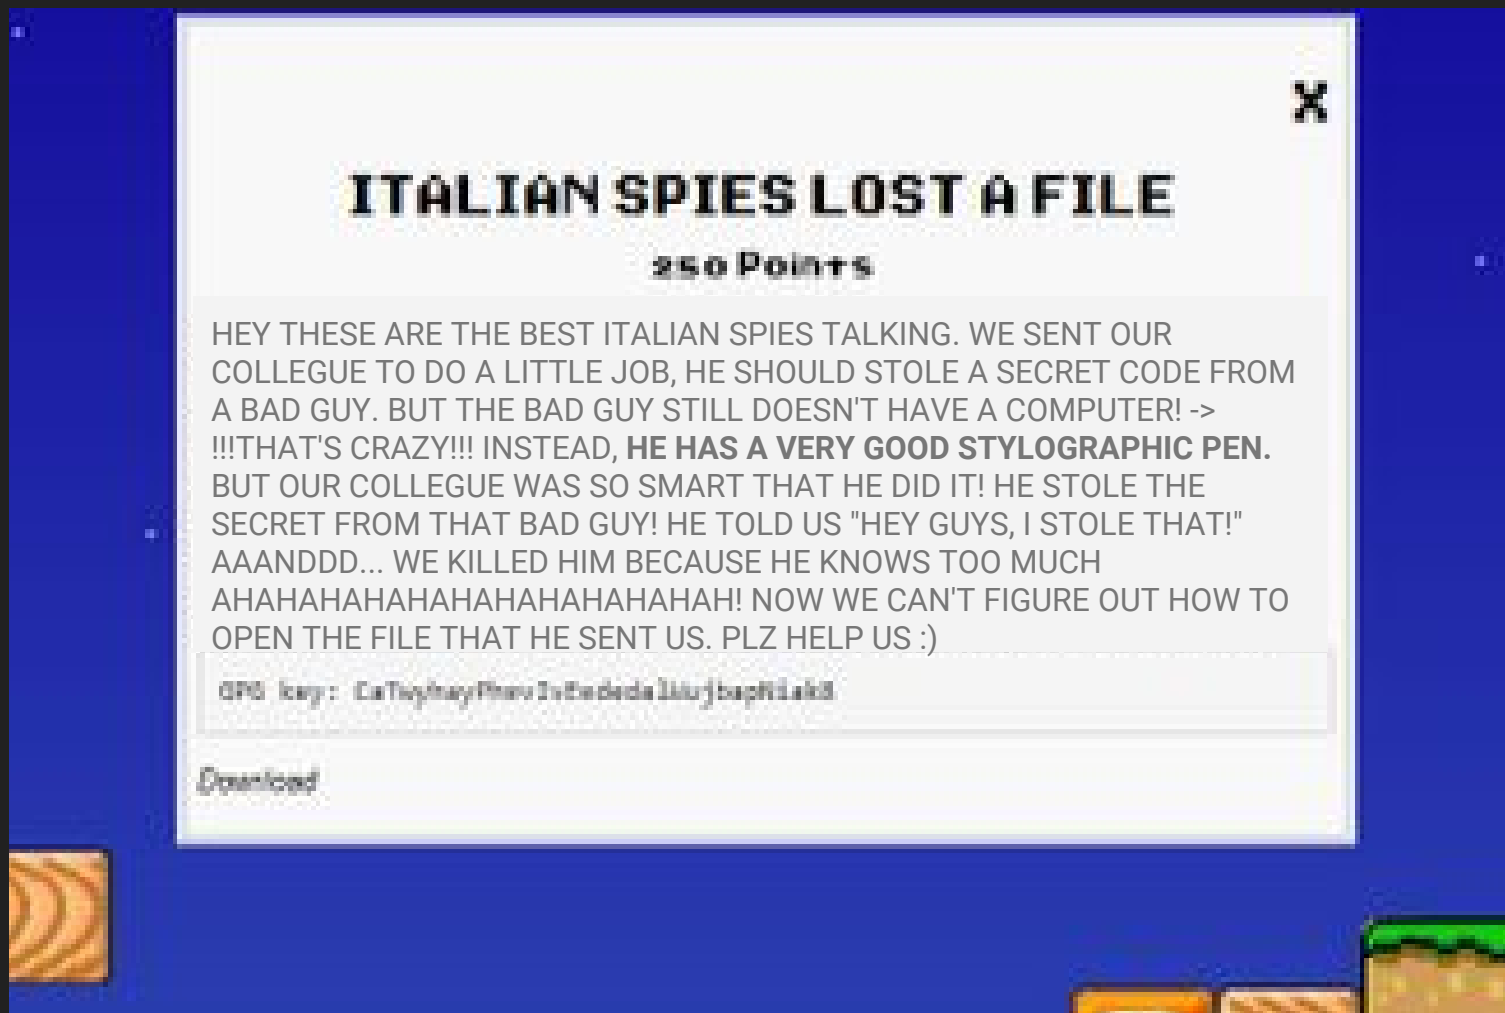 X
ITALIAN SPIES LOST A FILE
250 Points
HEY THESE ARE THE BEST ITALIAN SPIES TALKING. WE SENT OUR
COLLEGUE TO DO A LITTLE JOB, HE SHOULD STOLE A SECRET CODE FROM
A BAD GUY. BUT THE BAD GUY STILL DOESN'T HAVE A COMPUTER! ->
!!!THAT'S CRAZY!!! INSTEAD, HE HAS A VERY GOOD STYLOGRAPHIC PEN.
BUT OUR COLLEGUE WAS SO SMART THAT HE DID IT! HE STOLE THE
SECRET FROM THAT BAD GUY! HE TOLD US "HEY GUYS, I STOLE THAT!"
AAANDDD... WE KILLED HIM BECAUSE HE KNOWS TOO MUCH
AHAHAHAHAHAHAHAHAHAHAHAH! NOW WE CAN'T FIGURE OUT HOW TO
OPEN THE FILE THAT HE SENT US. PLZ HELP US :)
GPG key:
Download